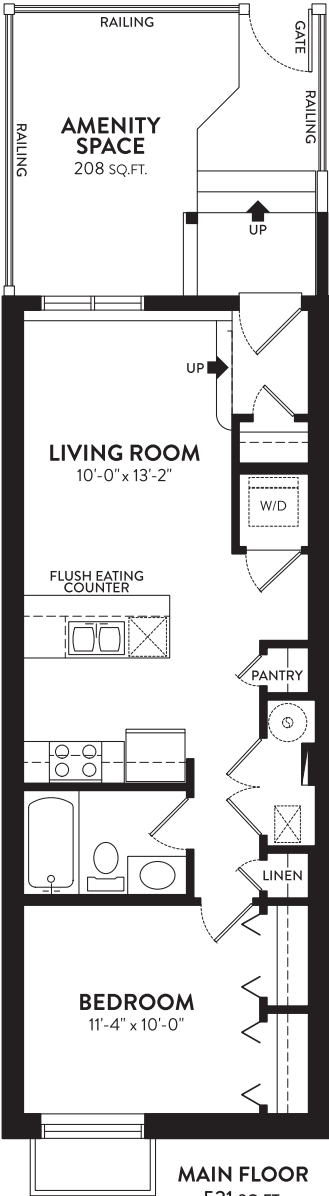 RAILING
GATE
RAILING
RAILING
AMENITY
SPACE
208 SQ.FT.
UP
UP
LIVING ROOM
10'-0" x 13'-2"
W/D
FLUSH EATING
COUNTER
PANTRY
S
LINEN
BEDROOM
11'-4" x 10'-0"
MAIN FLOOR